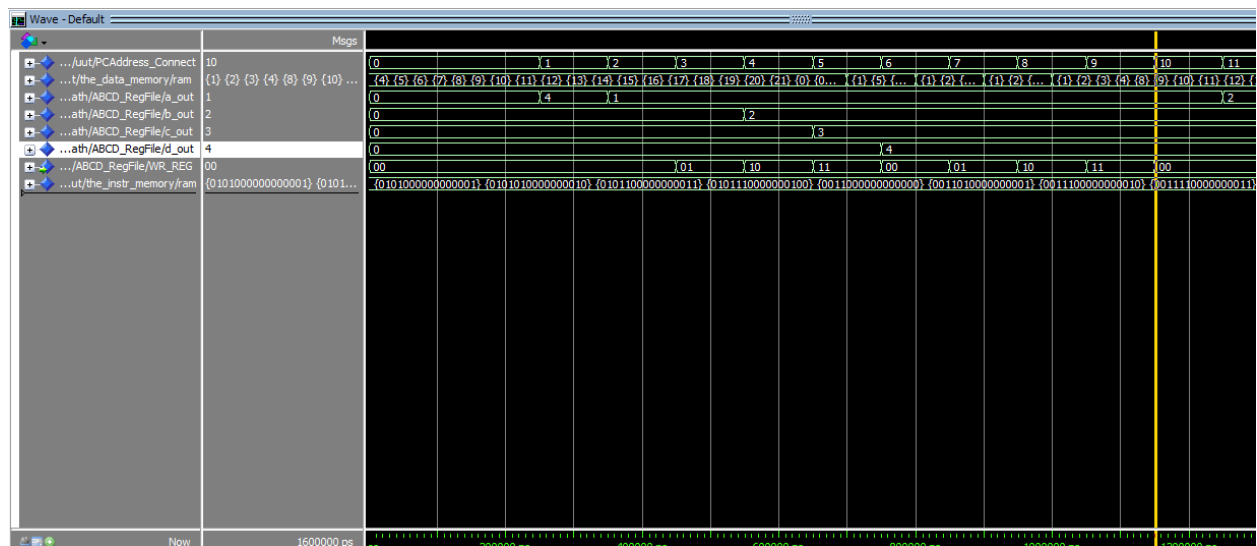 Wave - Default
Msgs
.../uut/PCAddress_Connect 10 0 1 2 3 4 5 6 7 8 9 10 11
...t/the_data_memory/ram {1} {2} {3} {4} {8} {9} {10} ... {4} {5} {6} {7} {8} {9} {10} {11} {12} {13} {14} {15} {16} {17} {18} {19} {20} {21} {0} {0... {1} {5} {... {1} {2} {... {1} {2} {... {1} {2} {3} {4} {8} {9} {10} {11} {12} {
...ath/ABCD_RegFile/a_out 1 0 4 1 2
...ath/ABCD_RegFile/b_out 2 0 2
...ath/ABCD_RegFile/c_out 3 0 3
...ath/ABCD_RegFile/d_out 4 0 4
.../ABCD_RegFile/WR_REG 00 00 01 10 11 00 01 10 11 00
...ut/the_instr_memory/ram {0101000000000001} {0101... {0101000000000001} {0101010000000010} {0101100000000011} {0101110000000100} {0011000000000000} {0011010000000001} {0011100000000010} {0011110000000011}
Now 1600000 ps